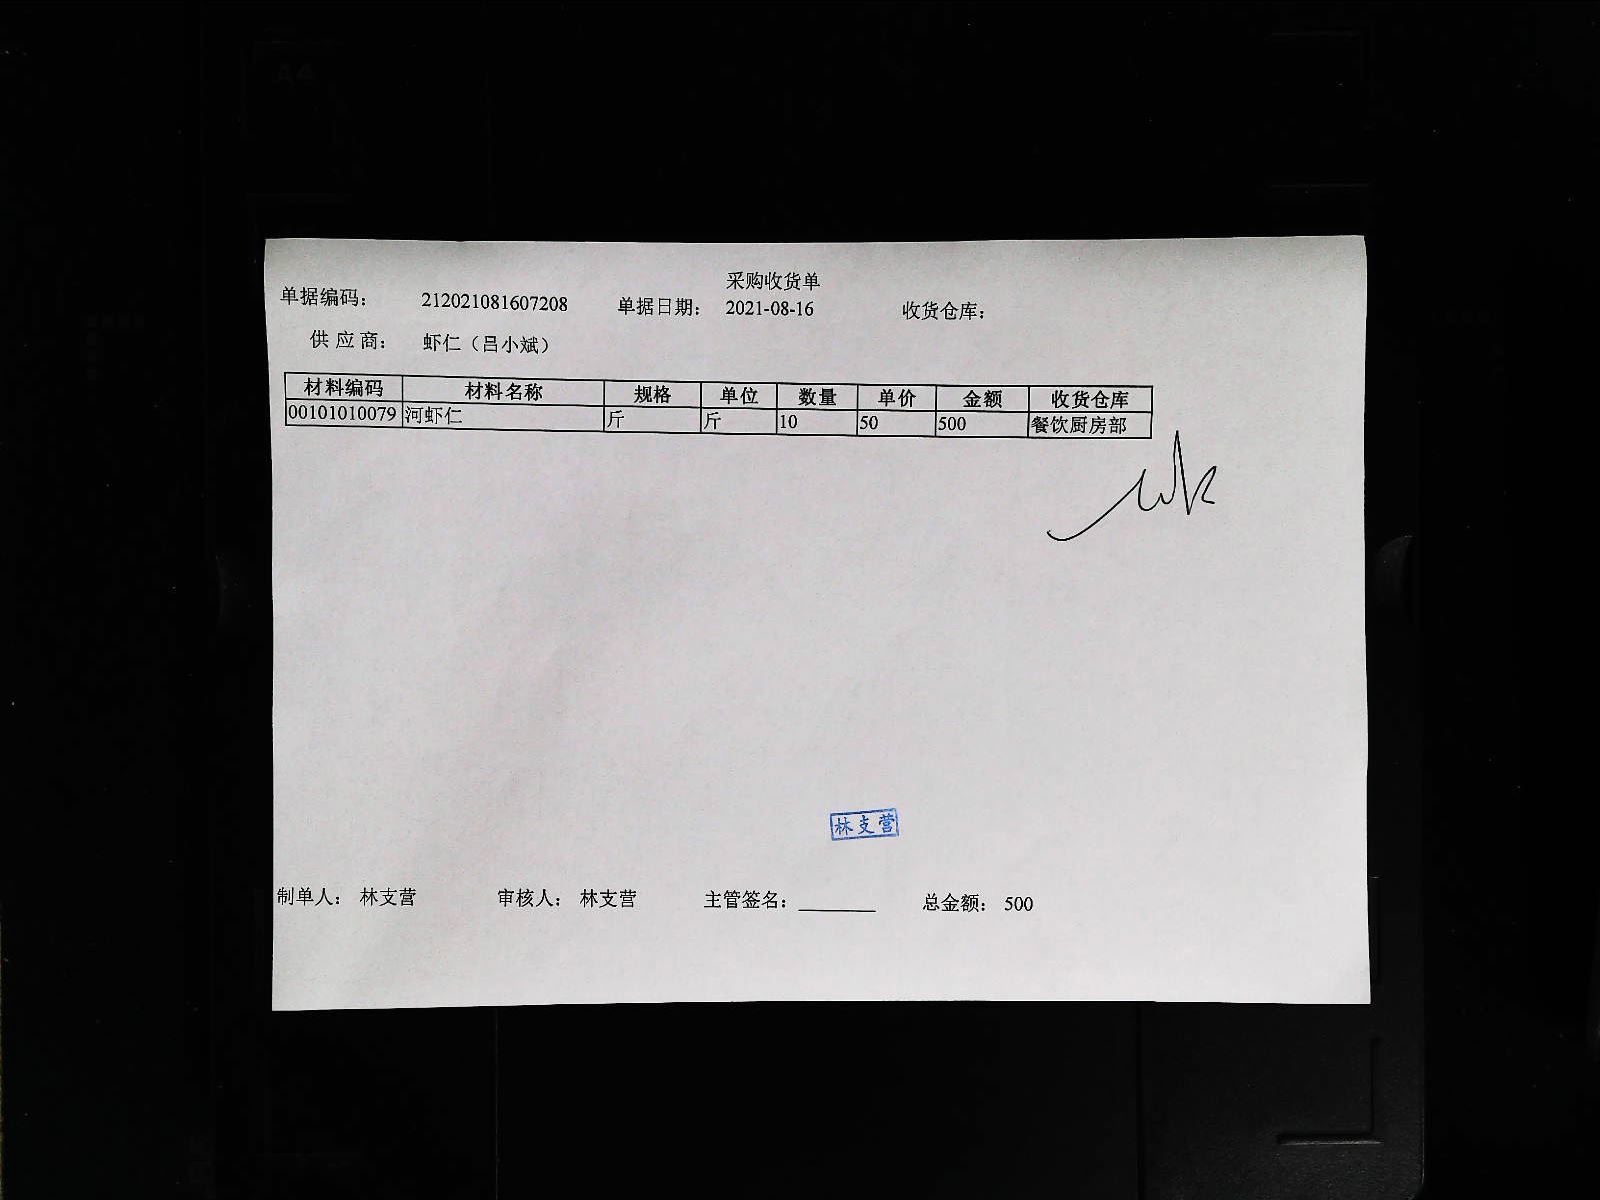 采购收货单
单据编码： 212021081607208 单据日期： 2021-08-16 收货仓库：
供应商： 虾仁（吕小斌）
材料编码 材料名称 规格 单位 数量 单价 金额 收货仓库
00101010079 河虾仁 斤 斤 10 50 500 餐饮厨房部
林支营
制单人： 林支营 审核人： 林支营 主管签名： 总金额： 500